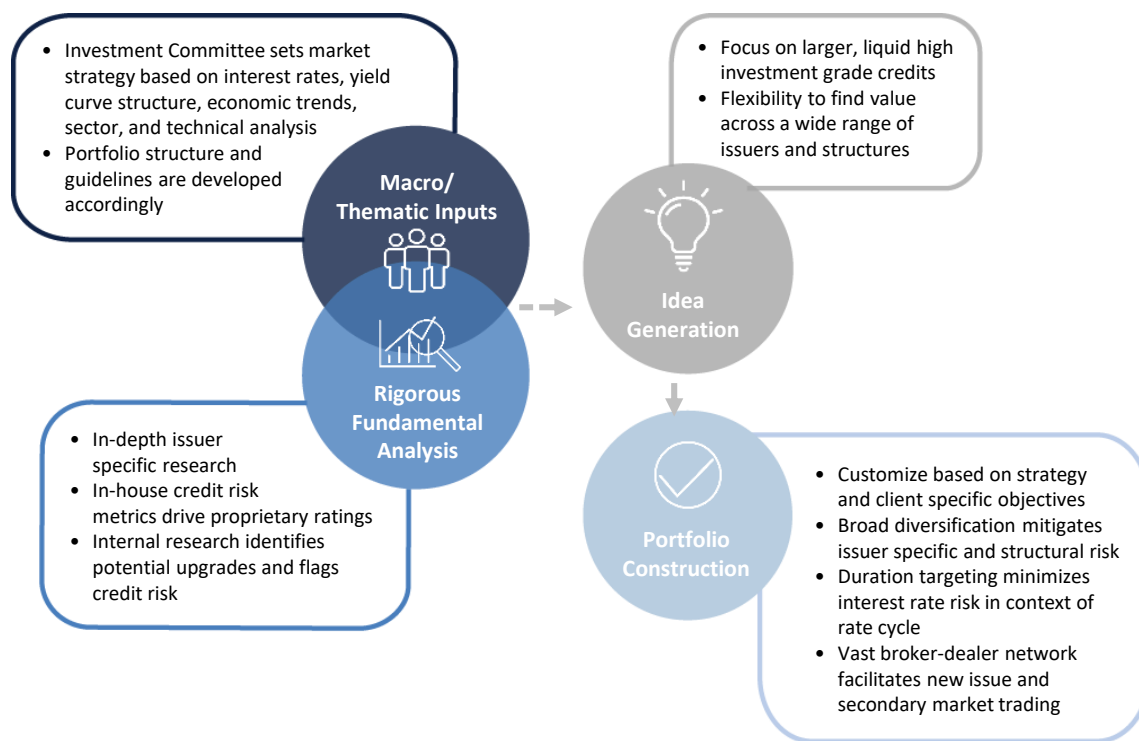 • Investment Committee sets market
strategy based on interest rates, yield
curve structure, economic trends,
sector, and technical analysis
• Portfolio structure and
guidelines are developed
accordingly
Macro/
Thematic Inputs
Rigorous
Fundamental
Analysis
• In-depth issuer
specific research
• In-house credit risk
metrics drive proprietary ratings
• Internal research identifies
potential upgrades and flags
credit risk
• Focus on larger, liquid high
investment grade credits
• Flexibility to find value
across a wide range of
issuers and structures
Idea
Generation
Portfolio
Construction
• Customize based on strategy
and client specific objectives
• Broad diversification mitigates
issuer specific and structural risk
• Duration targeting minimizes
interest rate risk in context of
rate cycle
• Vast broker-dealer network
facilitates new issue and
secondary market trading